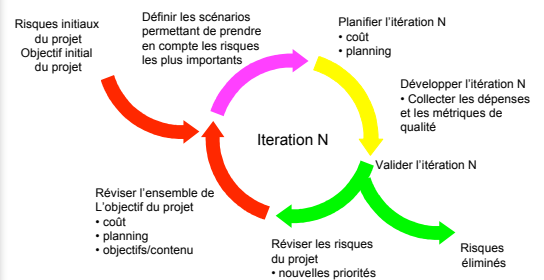 Risques initiaux
du projet
Objectif initial
du projet
Définir les scénarios
permettant de prendre
en compte les risques
les plus importants
Planifier l'itération N
• coût
• planning
Développer l'itération N
• Collecter les dépenses
et les métriques de
qualité
Iteration N
Valider l'itération N
Réviser l'ensemble de
L'objectif du projet
• coût
• planning
• objectifs/contenu
Réviser les risques
du projet
• nouvelles priorités
Risques
éliminés